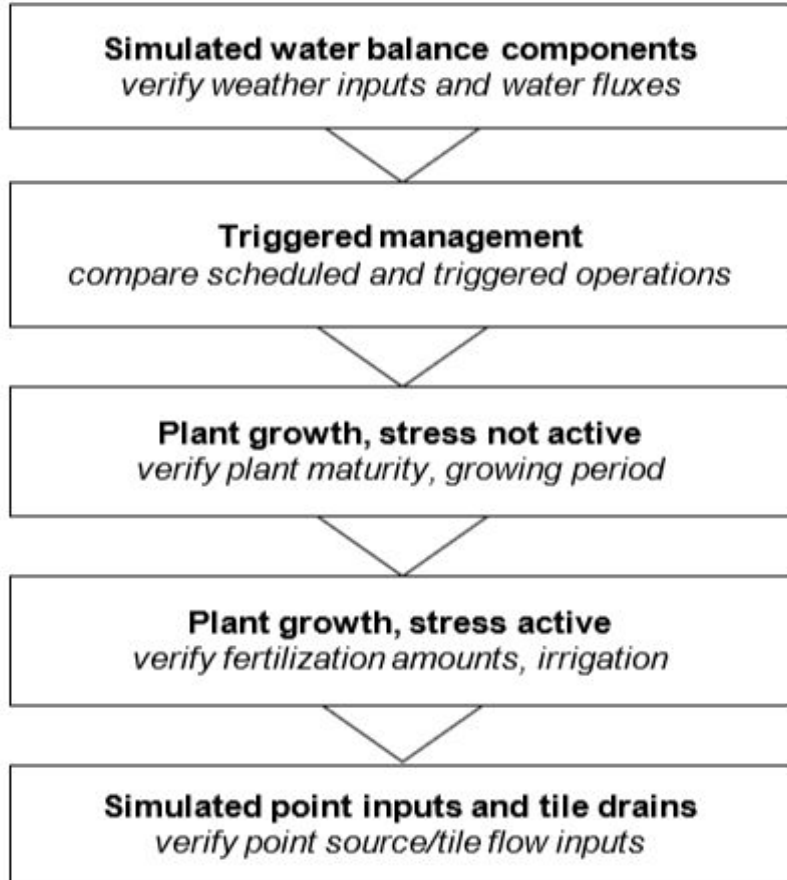 Simulated water balance components
verify weather inputs and water fluxes
Triggered management
compare scheduled and triggered operations
Plant growth, stress not active
verify plant maturity, growing period
Plant growth, stress active
verify fertilization amounts, irrigation
Simulated point inputs and tile drains
verify point source/tile flow inputs